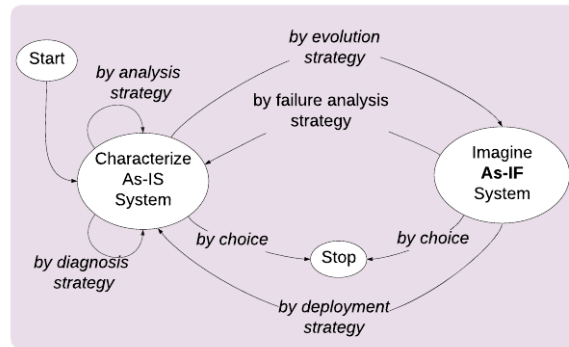 Start
by analysis
strategy
by evolution
strategy
by failure analysis
strategy
Characterize
As-IS
System
Imagine
As-IF
System
by choice
Stop
by choice
by diagnosis
strategy
by deployment
strategy